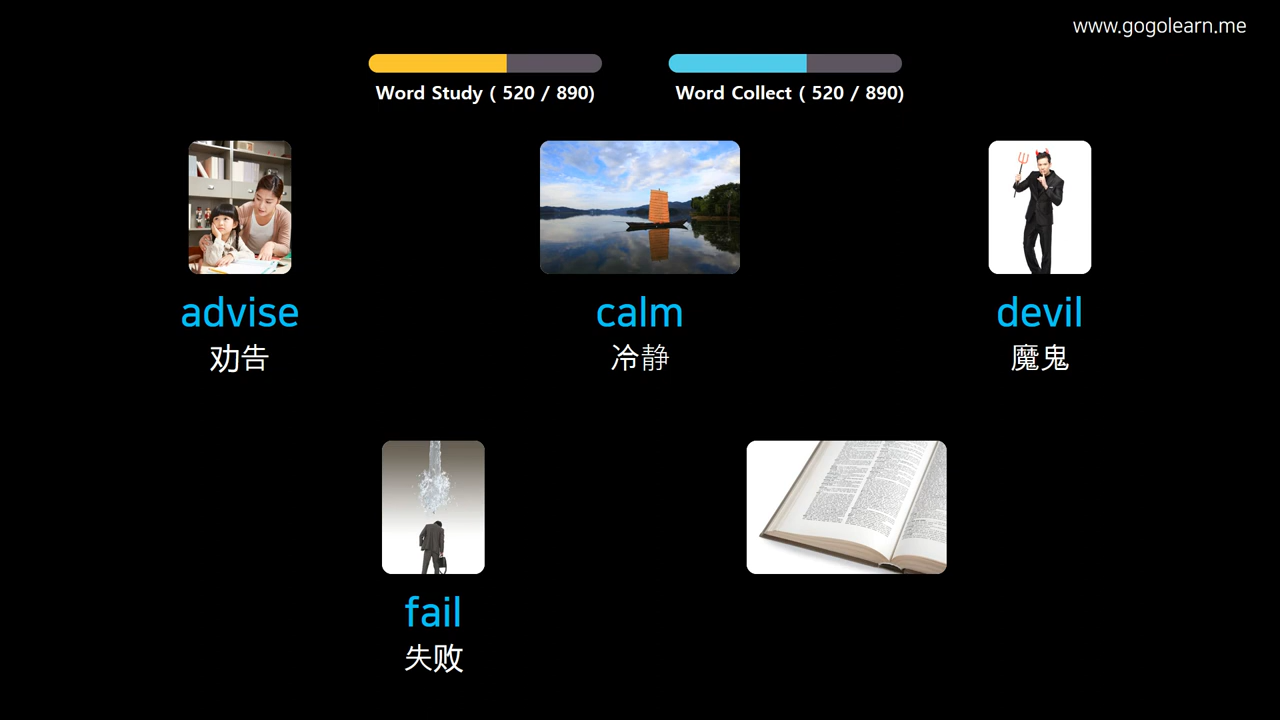 www.gogolearn.me
Word Study ( 520 / 890)
Word Collect ( 520 / 890)
advise
劝告
calm
冷静
devil
魔鬼
fail
失败